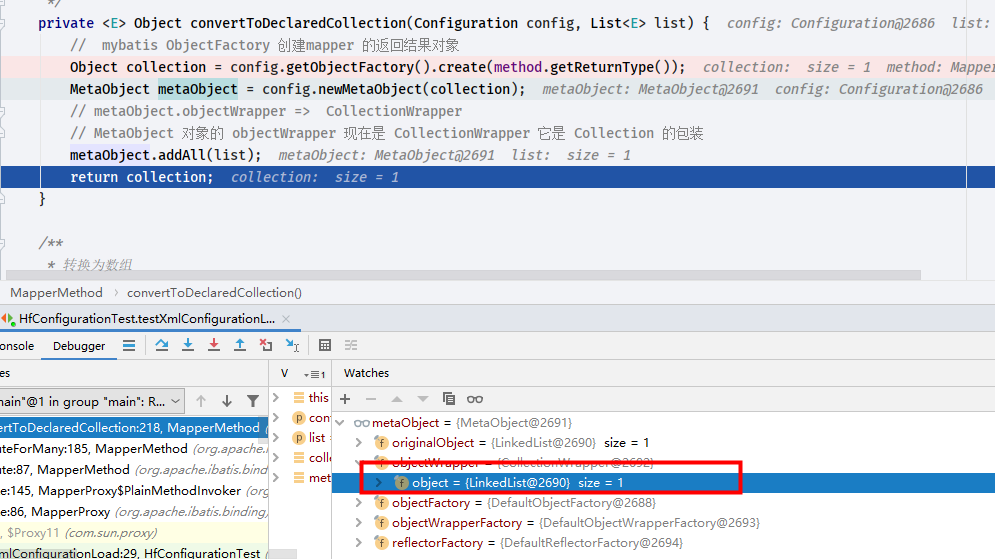 */
private <E> Object convertToDeclaredCollection(Configuration config, List<E> list) { config: Configuration@2686 list:
// mybatis ObjectFactory 创建mapper 的返回结果对象
Object collection = config.getObjectFactory().create(method.getReturnType()); collection: size = 1 method: Mapper
MetaObject metaObject = config.newMetaObject(collection); metaObject: MetaObject@2691 config: Configuration@2686
// metaObject.objectWrapper => CollectionWrapper
// MetaObject 对象的 objectWrapper 现在是 CollectionWrapper 它是 Collection 的包装
metaObject.addAll(list); metaObject: MetaObject@2691 list: size = 1
return collection; collection: size = 1
}
/**
* 转换为数组
MapperMethod › convertToDeclaredCollection()
HfConfigurationTest.testXmlConfigurationL... ×
onsole Debugger
es
V
≡1
Watches
main"@1 in group "main": R...
ertToDeclaredCollection:218, MapperMethod
uteForMany:185, MapperMethod (org.apache.i
ute:87, MapperMethod (org.apache.ibatis.bind
ke:145, MapperProxy$PlainMethodInvoker (o
ke:86, MapperProxy (org.apache.ibatis.binding
, $Proxy11 (com.sun.proxy)
XmlConfigurationLoad:29, HfConfigurationTest
this
con
list =
colle
met
metaObject = {MetaObject@2691}
originalObject = {LinkedList@2690} size = 1
objectWrapper = {CollectionWrapper@2692}
object = {LinkedList@2690} size = 1
objectFactory = {DefaultObjectFactory@2688}
objectWrapperFactory = {DefaultObjectWrapperFactory@2693}
reflectorFactory = {DefaultReflectorFactory@2694}